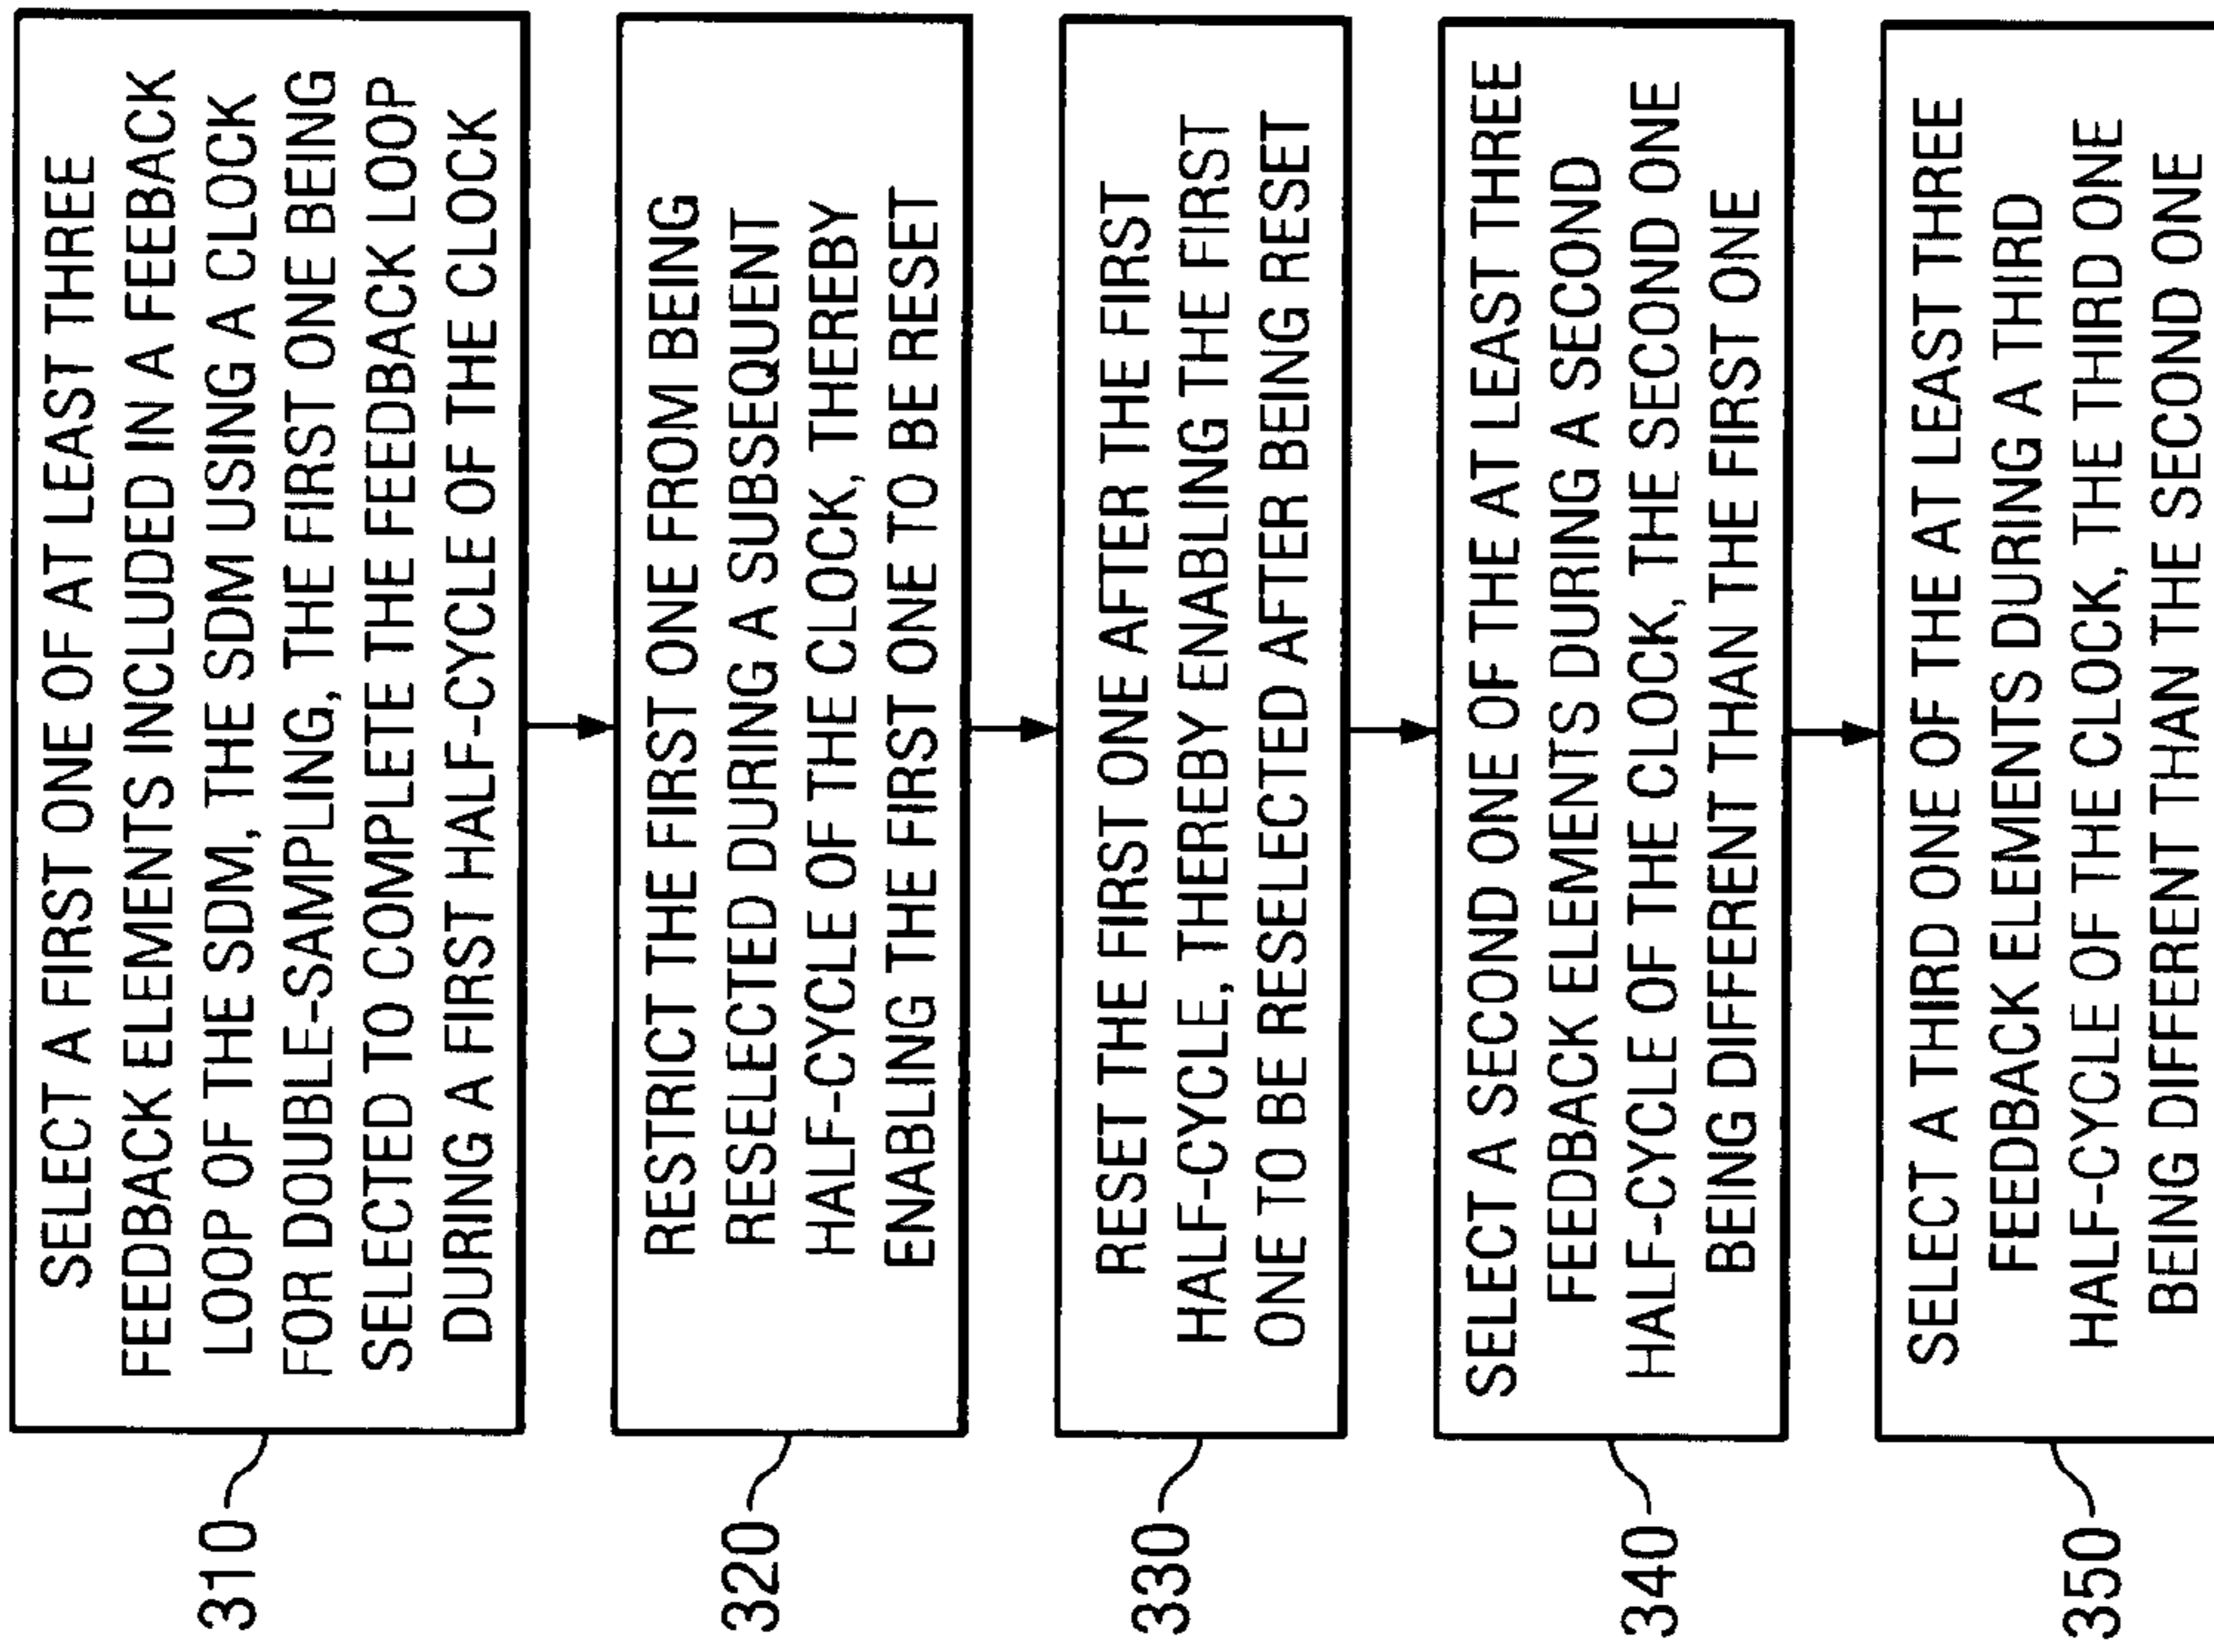 310
SELECT A FIRST ONE OF AT LEAST THREE
FEEDBACK ELEMENTS INCLUDED IN A FEEBACK
LOOP OF THE SDM, THE SDM USING A CLOCK
FOR DOUBLE-SAMPLING, THE FIRST ONE BEING
SELECTED TO COMPLETE THE FEEDBACK LOOP
DURING A FIRST HALF-CYCLE OF THE CLOCK
320
RESTRICT THE FIRST ONE FROM BEING
RESELECTED DURING A SUBSEQUENT
HALF-CYCLE OF THE CLOCK, THEREBY
ENABLING THE FIRST ONE TO BE RESET
330
RESET THE FIRST ONE AFTER THE FIRST
HALF-CYCLE, THEREBY ENABLING THE FIRST
ONE TO BE RESELECTED AFTER BEING RESET
340
SELECT A SECOND ONE OF THE AT LEAST THREE
FEEDBACK ELEMENTS DURING A SECOND
HALF-CYCLE OF THE CLOCK, THE SECOND ONE
BEING DIFFERENT THAN THE FIRST ONE
350
SELECT A THIRD ONE OF THE AT LEAST THREE
FEEDBACK ELEMENTS DURING A THIRD
HALF-CYCLE OF THE CLOCK, THE THIRD ONE
BEING DIFFERENT THAN THE SECOND ONE